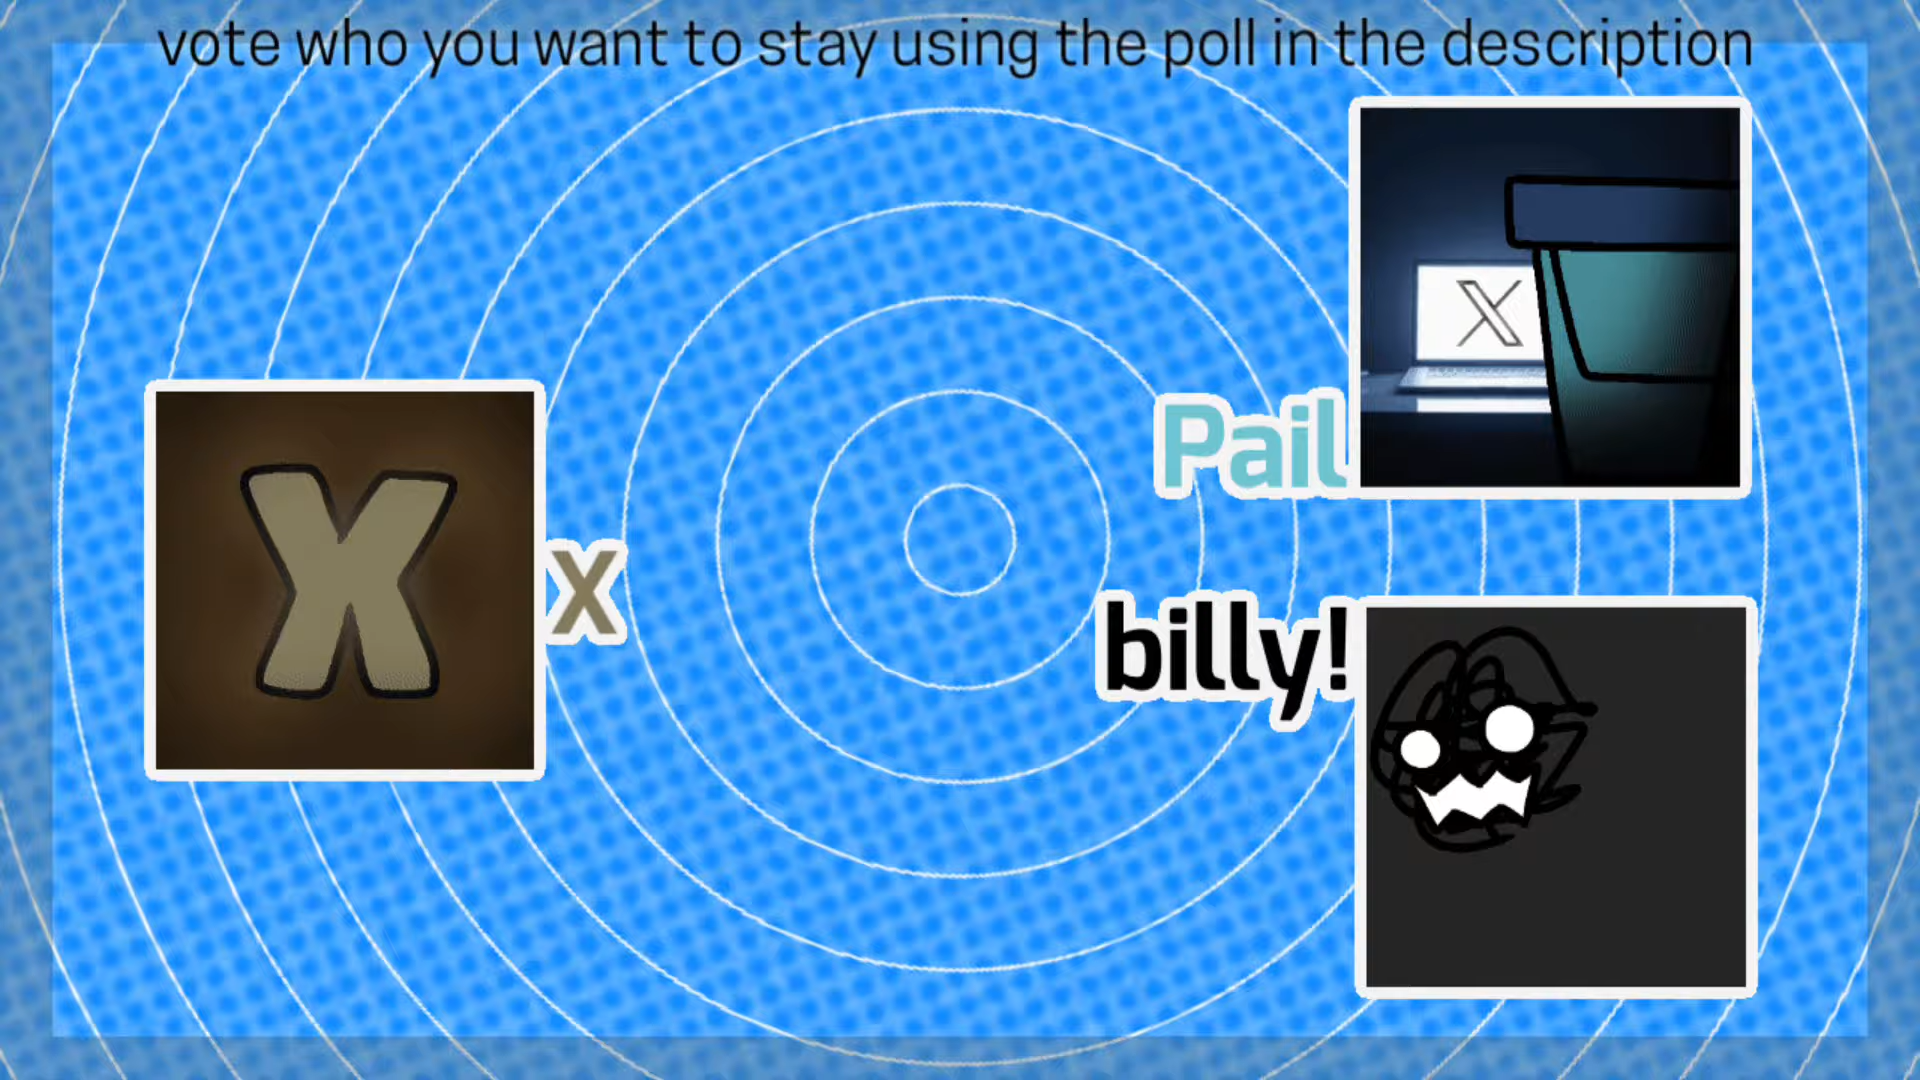 vote who you want to stay using the poll in the description
X
Pail
X
X
billy!